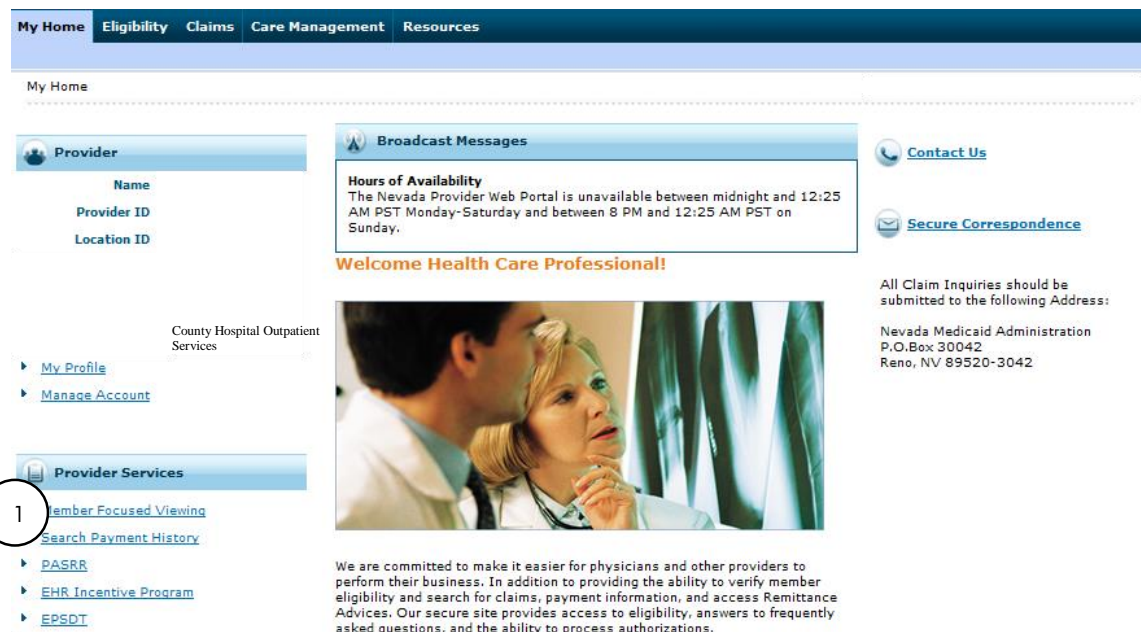 My Home Eligibility Claims Care Management Resources
My Home
Provider
Name
Provider ID
Location ID
County Hospital Outpatient
Services
My Profile
Manage Account
Provider Services
1
Member Focused Viewing
Search Payment History
PASRR
EHR Incentive Program
EPSDT
Broadcast Messages
Hours of Availability
The Nevada Provider Web Portal is unavailable between midnight and 12:25
AM PST Monday-Saturday and between 8 PM and 12:25 AM PST on
Sunday.
Welcome Health Care Professional!
We are committed to make it easier for physicians and other providers to
perform their business. In addition to providing the ability to verify member
eligibility and search for claims, payment information, and access Remittance
Advices. Our secure site provides access to eligibility, answers to frequently
asked questions, and the ability to process authorizations.
Contact Us
Secure Correspondence
All Claim Inquiries should be
submitted to the following Address:
Nevada Medicaid Administration
P.O.Box 30042
Reno, NV 89520-3042